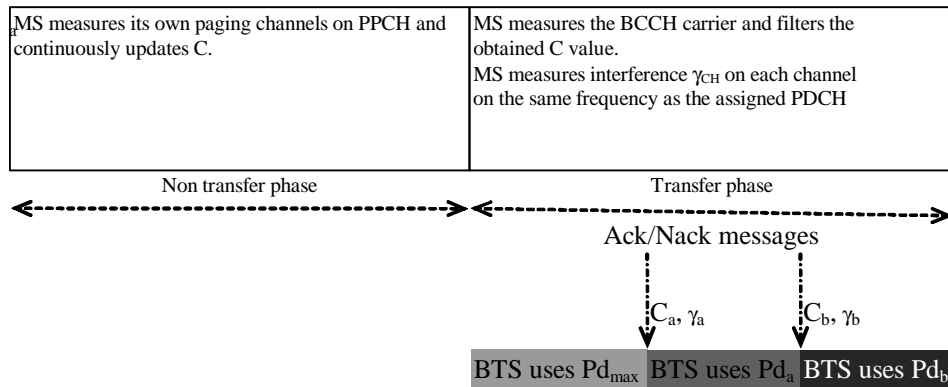 a
MS measures its own paging channels on PPCH and
continuously updates C.
MS measures the BCCH carrier and filters the
obtained C value.
MS measures interference γCH on each channel
on the same frequency as the assigned PDCH
Non transfer phase
Transfer phase
Ack/Nack messages
Ca, γa
Cb, γb
BTS uses Pdmax
BTS uses Pda
BTS uses Pdb